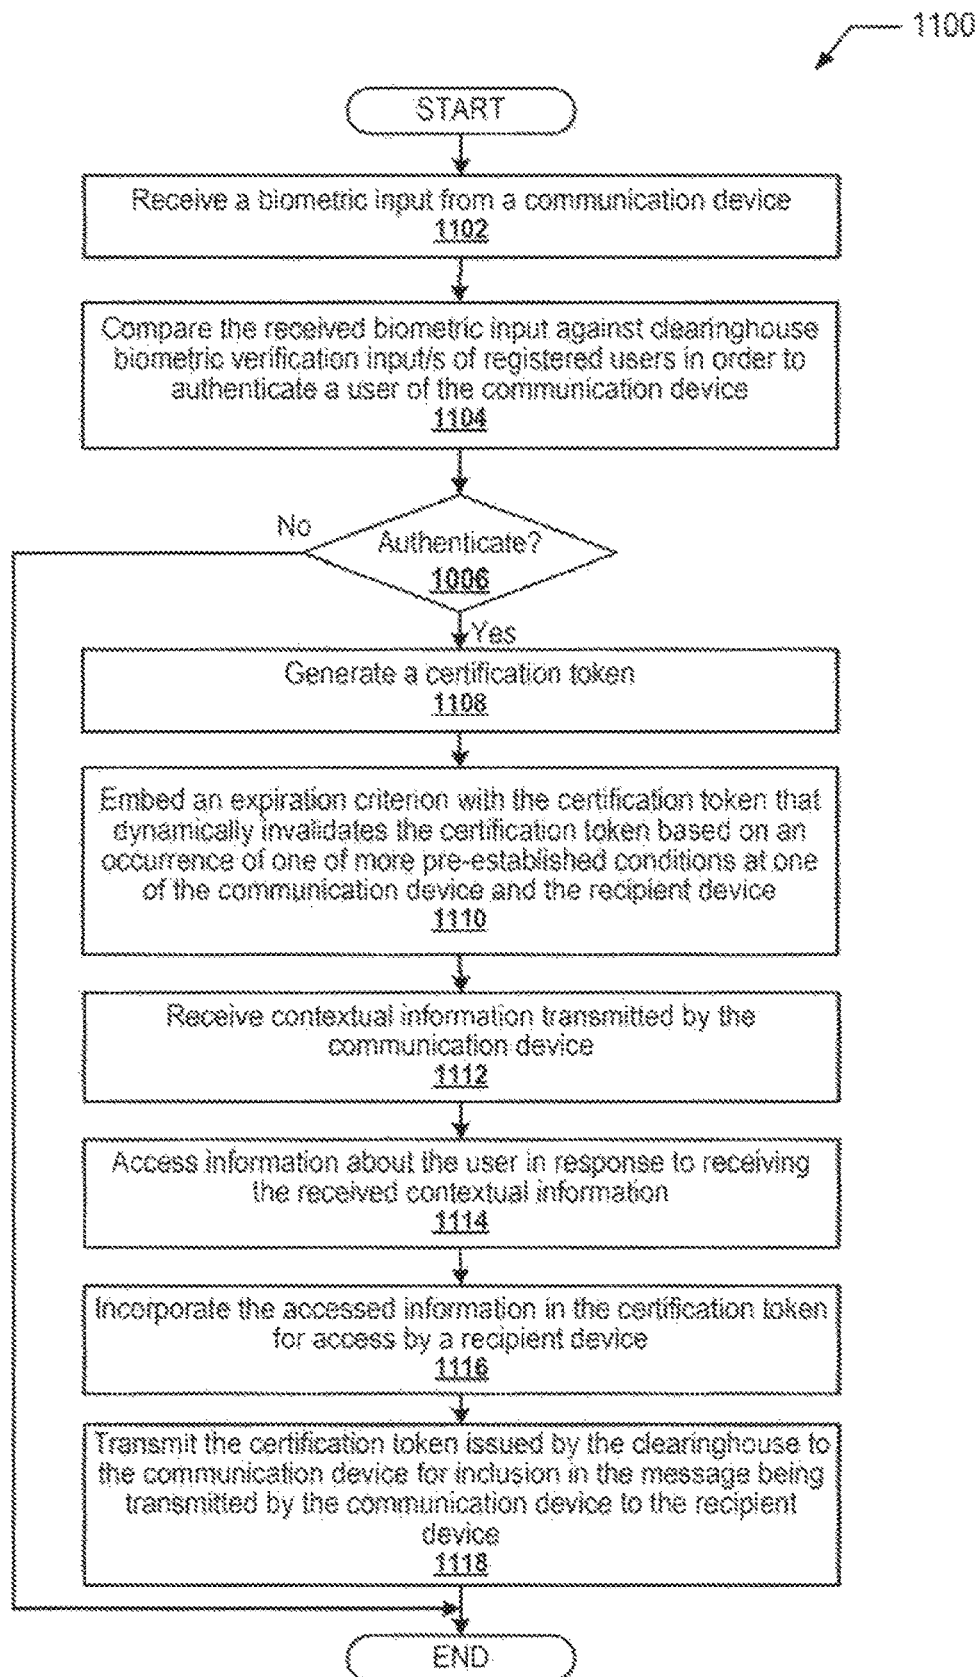 1100
START
Receive a biometric input from a communication device
1102
Compare the received biometric input against clearinghouse
biometric verification input/s of registered users in order to
authenticate a user of the communication device
1104
No
Authenticate?
1006
Yes
Generate a certification token
1108
Embed an expiration criterion with the certification token that
dynamically invalidates the certification token based on an
occurrence of one of more pre-established conditions at one
of the communication device and the recipient device
1110
Receive contextual information transmitted by the
communication device
1112
Access information about the user in response to receiving
the received contextual information
1114
Incorporate the accessed information in the certification token
for access by a recipient device
1116
Transmit the certification token issued by the clearinghouse to
the communication device for inclusion in the message being
transmitted by the communication device to the recipient
device
1118
END